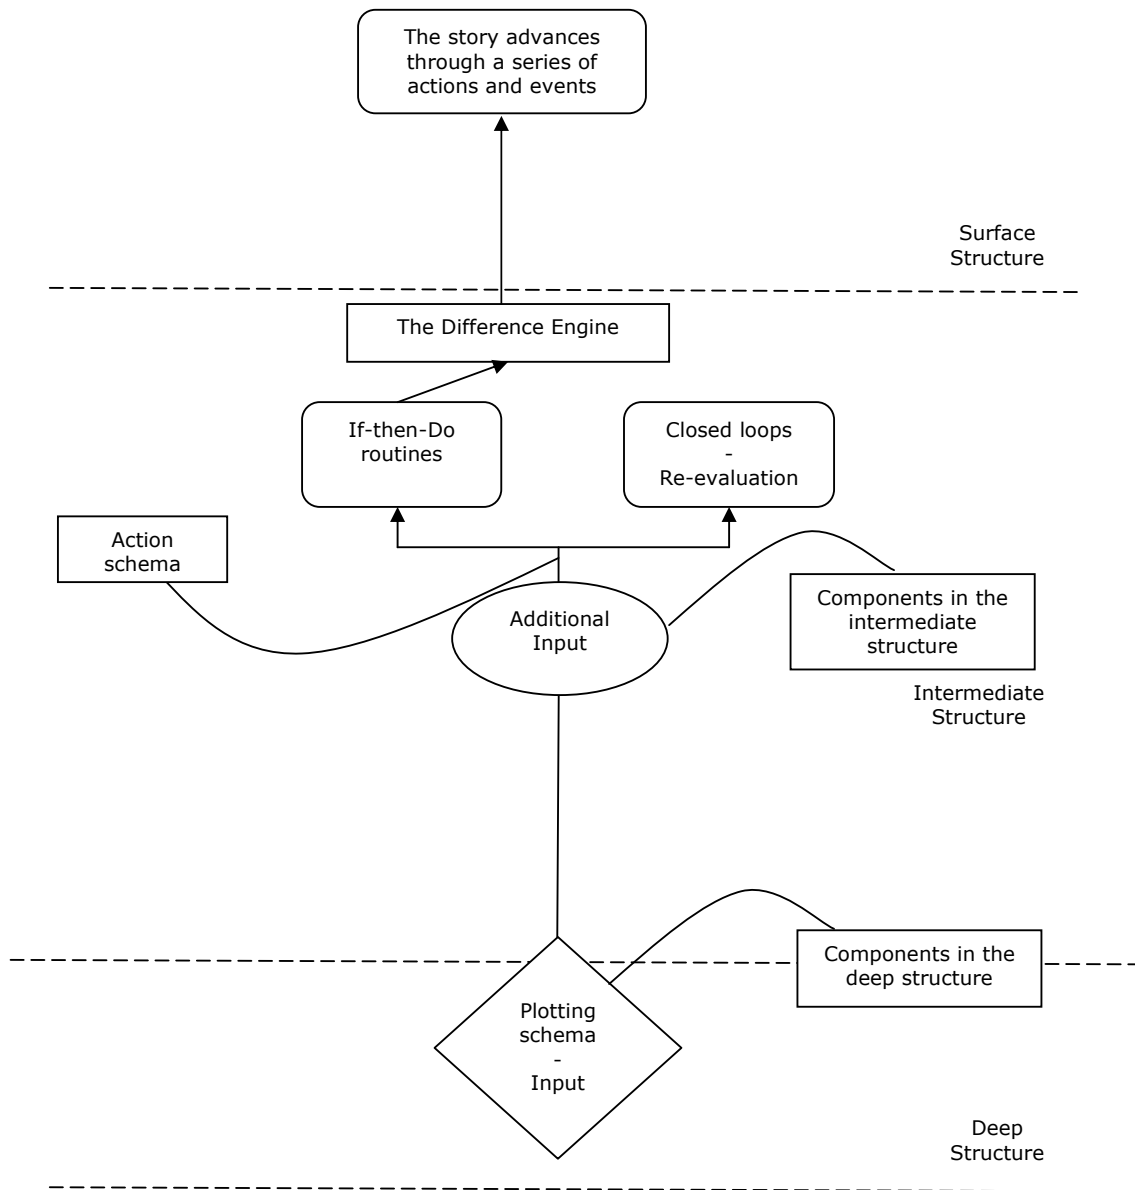 The story advances
through a series of
actions and events
Surface
Structure
The Difference Engine
If-then-Do
routines
Closed loops
-
Re-evaluation
Action
schema
Additional
Input
Components in the
intermediate
structure
Intermediate
Structure
Components in the
deep structure
Plotting
schema
-
Input
Deep
Structure